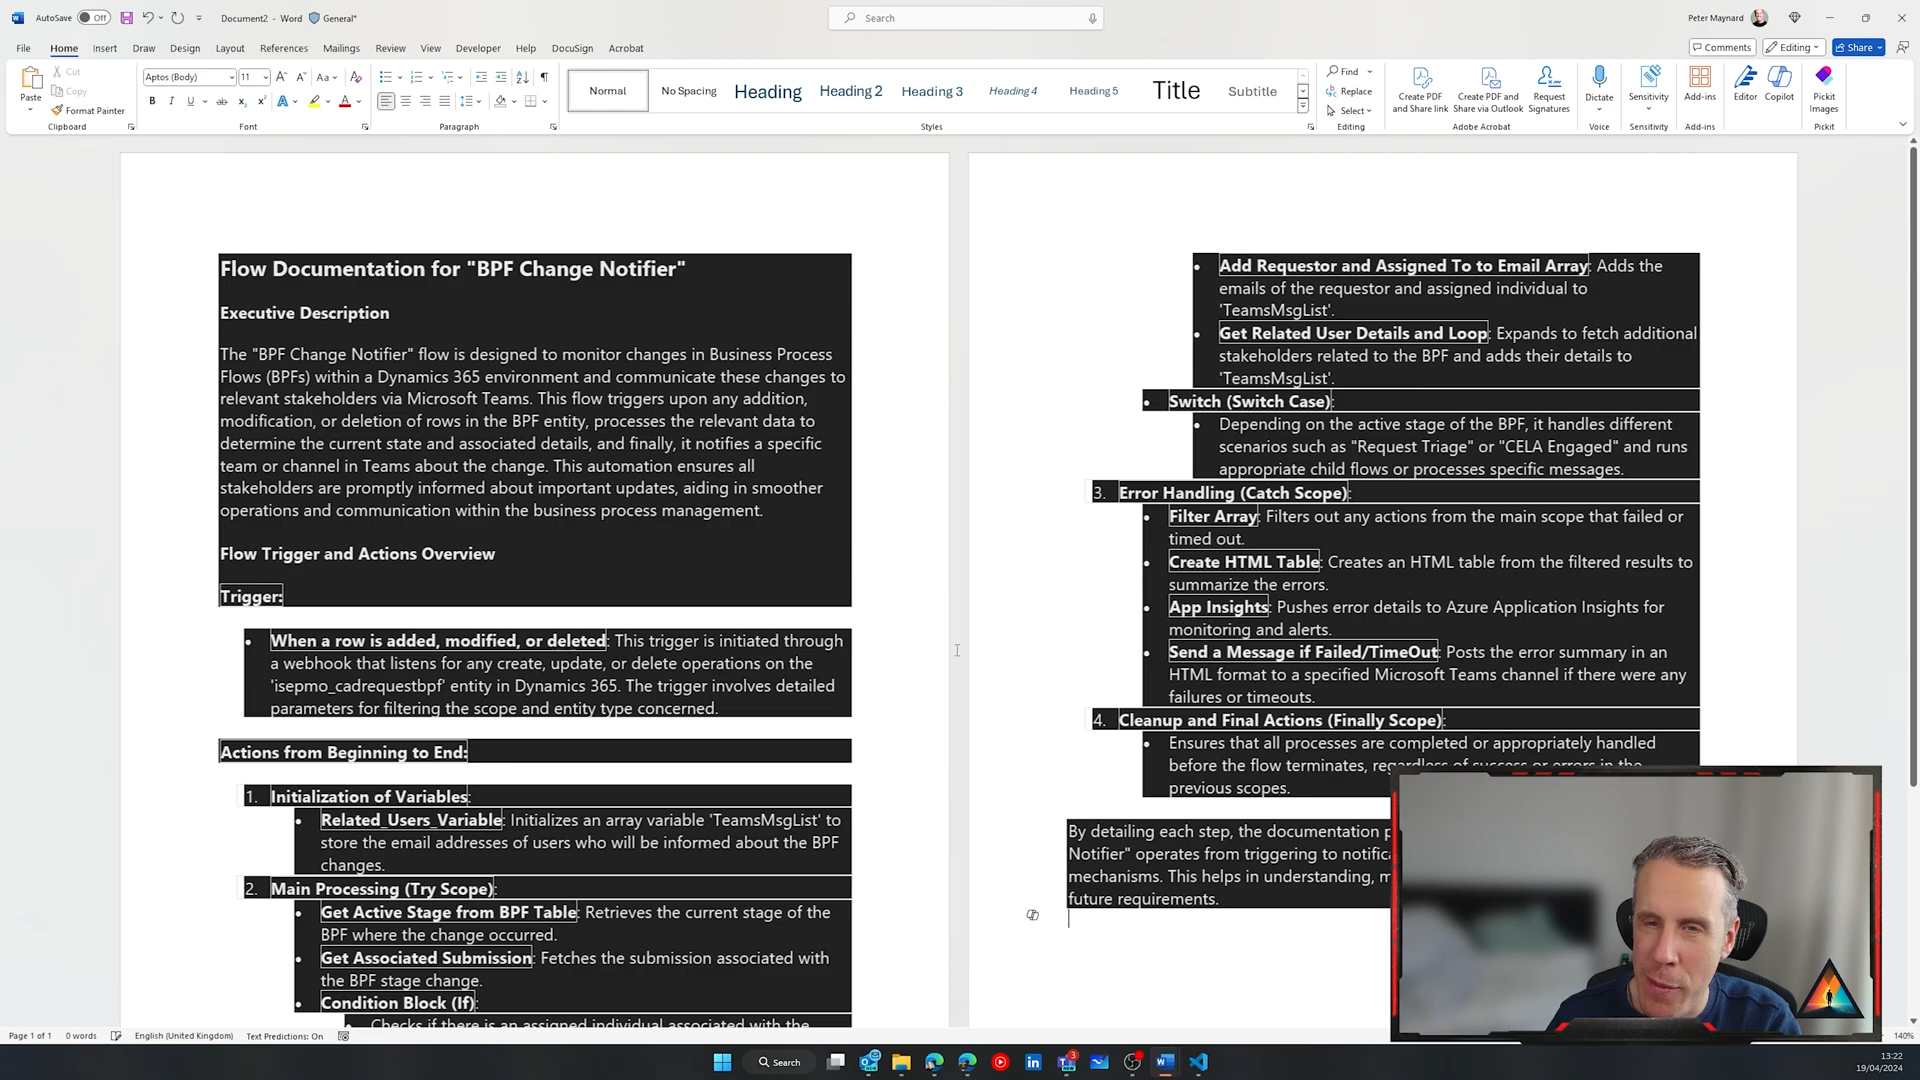 AutoSave Off Document2 - Word General* Search Peter Maynard
File Home Insert Draw Design Layout References Mailings Review View Developer Help DocuSign Acrobat Comments Editing Share
Paste Cut Copy Format Painter Clipboard
Aptos (Body) 11 Font
Paragraph
Normal No Spacing Heading Heading 2 Heading 3 Heading 4 Heading 5 Title Subtitle Styles
Find Replace Select Editing
Create PDF and Share link Create PDF and Share via Outlook Request Signatures Adobe Acrobat
Dictate Voice Sensitivity Sensitivity Add-ins Add-ins Editor Copilot Pickit Images Pickit
Flow Documentation for "BPF Change Notifier"
Executive Description
The "BPF Change Notifier" flow is designed to monitor changes in Business Process
Flows (BPFs) within a Dynamics 365 environment and communicate these changes to
relevant stakeholders via Microsoft Teams. This flow triggers upon any addition,
modification, or deletion of rows in the BPF entity, processes the relevant data to
determine the current state and associated details, and finally, it notifies a specific
team or channel in Teams about the change. This automation ensures all
stakeholders are promptly informed about important updates, aiding in smoother
operations and communication within the business process management.
Flow Trigger and Actions Overview
Trigger:
• When a row is added, modified, or deleted: This trigger is initiated through
a webhook that listens for any create, update, or delete operations on the
'isepmo_cadrequestbpf' entity in Dynamics 365. The trigger involves detailed
parameters for filtering the scope and entity type concerned.
Actions from Beginning to End:
1. Initialization of Variables:
• Related_Users_Variable: Initializes an array variable 'TeamsMsgList' to
store the email addresses of users who will be informed about the BPF
changes.
2. Main Processing (Try Scope):
• Get Active Stage from BPF Table: Retrieves the current stage of the
BPF where the change occurred.
• Get Associated Submission: Fetches the submission associated with
the BPF stage change.
• Condition Block (If):
• Checks if there is an assigned individual associated with the
• Add Requestor and Assigned To to Email Array: Adds the
emails of the requestor and assigned individual to
'TeamsMsgList'.
• Get Related User Details and Loop: Expands to fetch additional
stakeholders related to the BPF and adds their details to
'TeamsMsgList'.
• Switch (Switch Case):
• Depending on the active stage of the BPF, it handles different
scenarios such as "Request Triage" or "CELA Engaged" and runs
appropriate child flows or processes specific messages.
3. Error Handling (Catch Scope):
• Filter Array: Filters out any actions from the main scope that failed or
timed out.
• Create HTML Table: Creates an HTML table from the filtered results to
summarize the errors.
• App Insights: Pushes error details to Azure Application Insights for
monitoring and alerts.
• Send a Message if Failed/TimeOut: Posts the error summary in an
HTML format to a specified Microsoft Teams channel if there were any
failures or timeouts.
4. Cleanup and Final Actions (Finally Scope):
• Ensures that all processes are completed or appropriately handled
before the flow terminates, regardless of success or errors in the
previous scopes.
By detailing each step, the documentation p
Notifier" operates from triggering to notific
mechanisms. This helps in understanding, m
future requirements.
Page 1 of 1 0 words English (United Kingdom) Text Predictions: On 140%
Search 3 13:22
19/04/2024